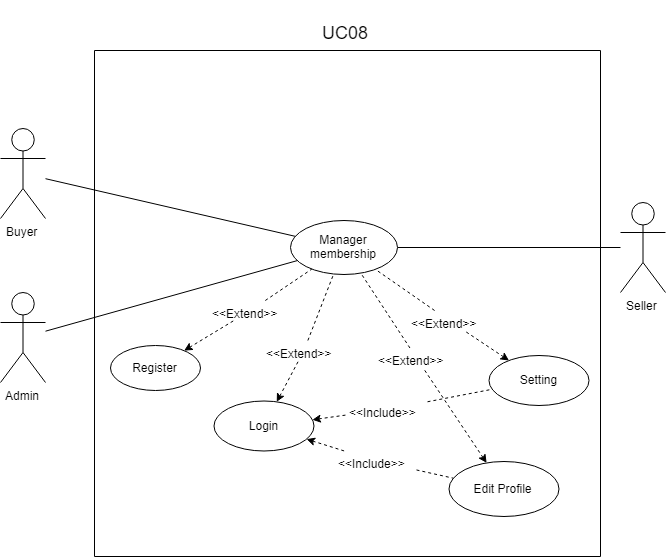 UC08
Buyer
Manager
membership
Seller
Admin
<<Extend>>
<<Extend>>
<<Extend>>
<<Extend>>
Register
Setting
<<Include>>
Login
<<Include>>
Edit Profile